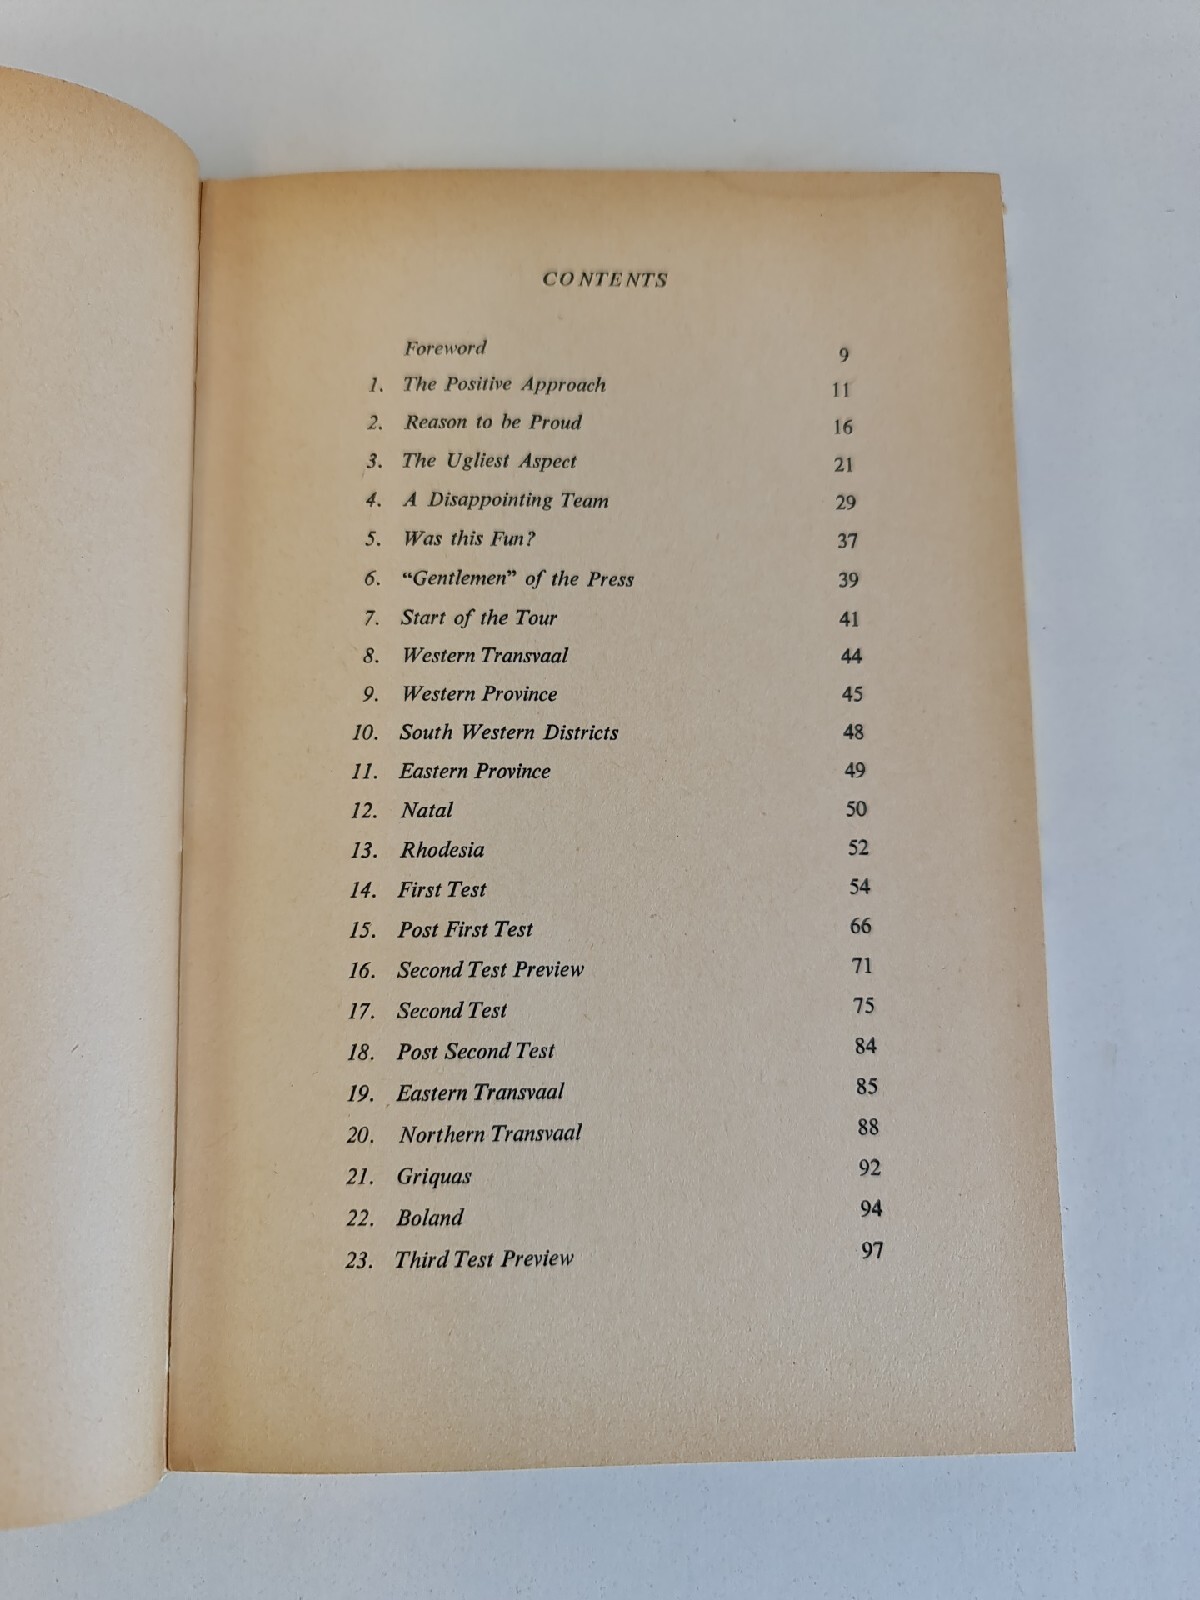 CONTENTS
Foreword 9
1. The Positive Approach 11
2. Reason to be Proud 16
3. The Ugliest Aspect 21
4. A Disappointing Team 29
5. Was this Fun? 37
6. “Gentlemen” of the Press 39
7. Start of the Tour 41
8. Western Transvaal 44
9. Western Province 45
10. South Western Districts 48
11. Eastern Province 49
12. Natal 50
13. Rhodesia 52
14. First Test 54
15. Post First Test 66
16. Second Test Preview 71
17. Second Test 75
18. Post Second Test 84
19. Eastern Transvaal 85
20. Northern Transvaal 88
21. Griquas 92
22. Boland 94
23. Third Test Preview 97